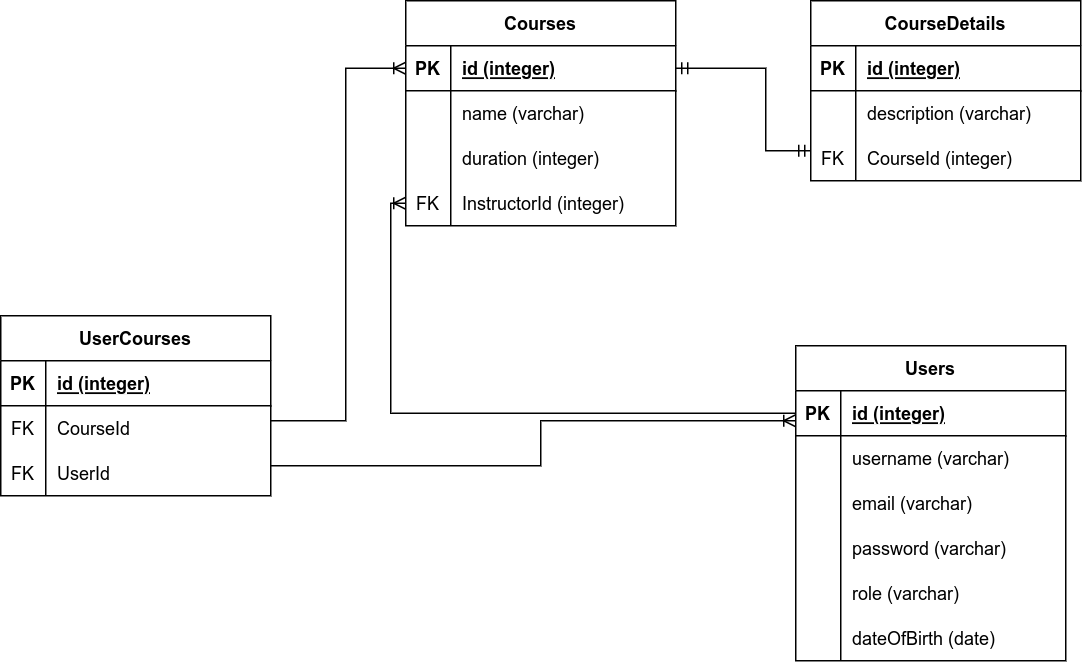 Courses
PK id (integer)
name (varchar)
duration (integer)
FK InstructorId (integer)
CourseDetails
PK id (integer)
description (varchar)
FK CourseId (integer)
UserCourses
PK id (integer)
FK CourseId
FK UserId
Users
PK id (integer)
username (varchar)
email (varchar)
password (varchar)
role (varchar)
dateOfBirth (date)